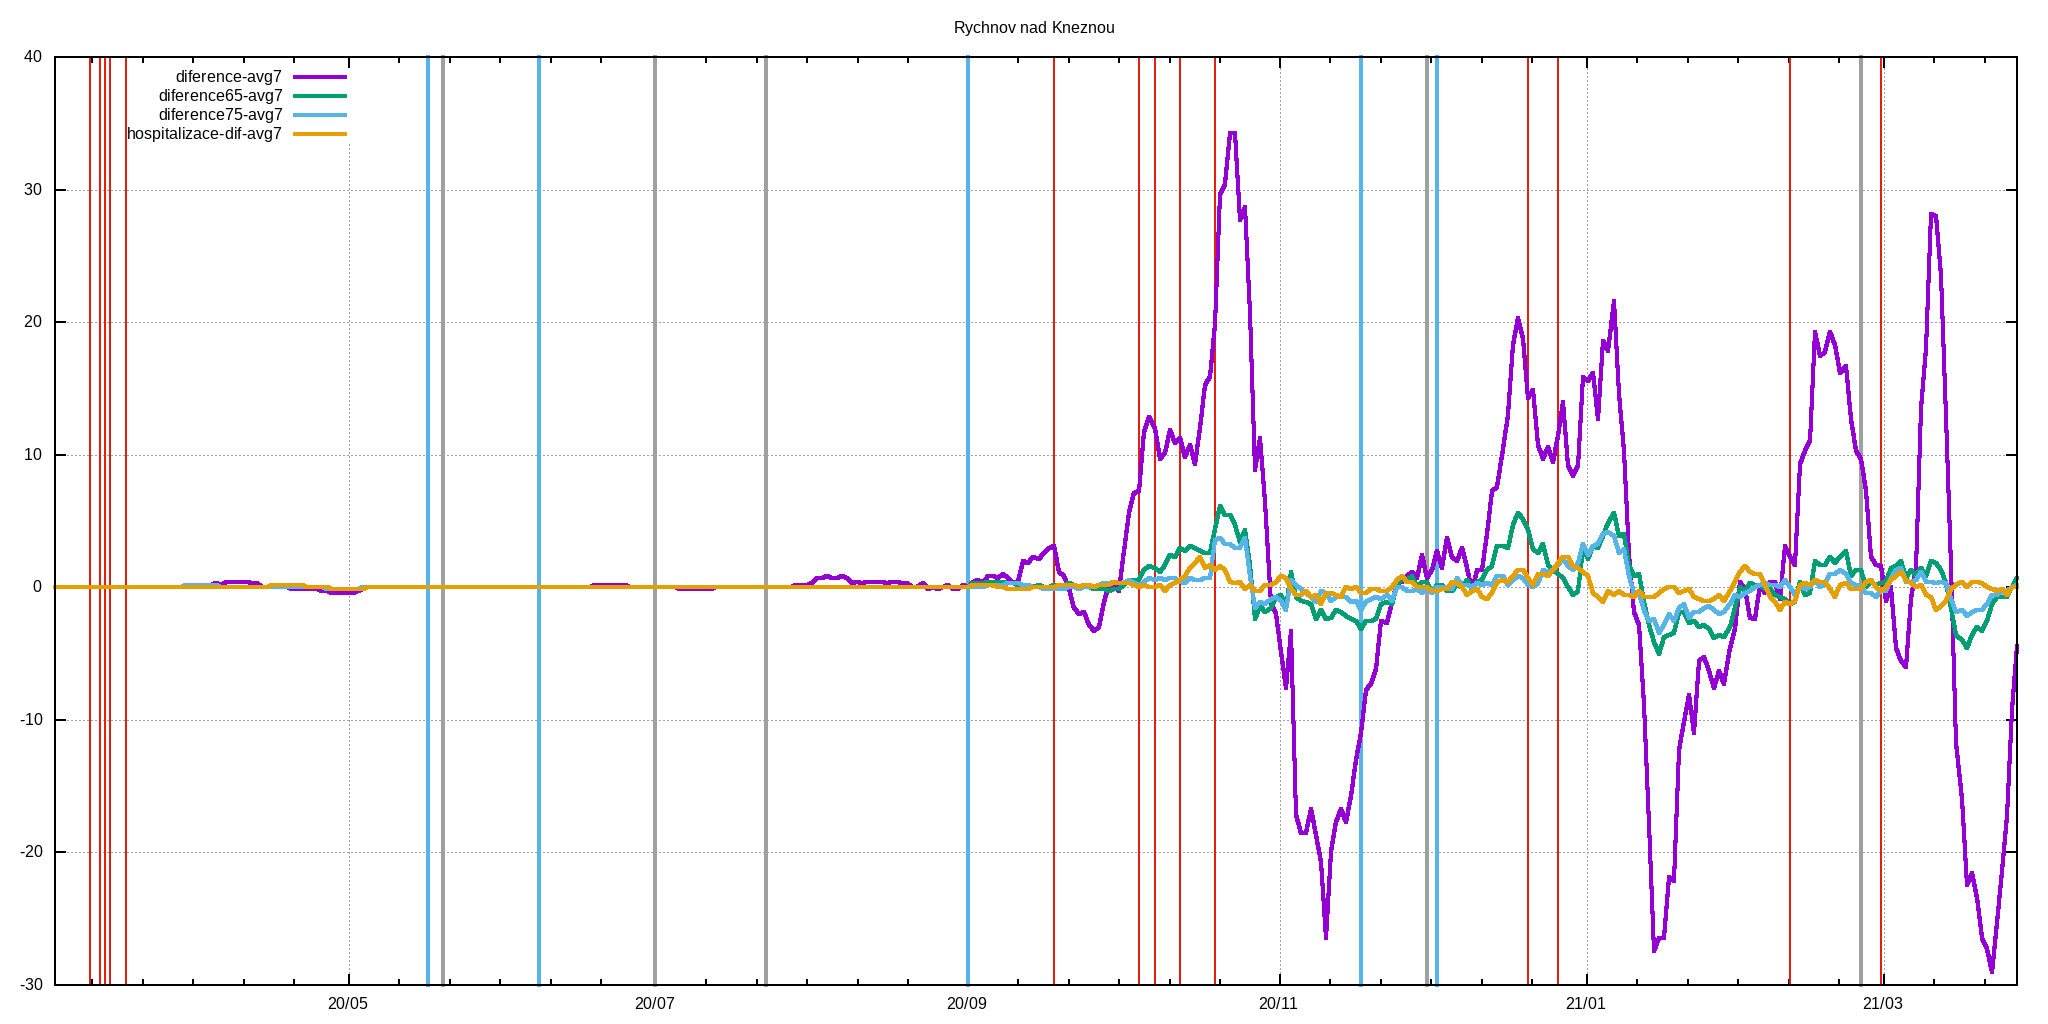 Rychnov nad Kneznou
40
30
20
10
0
-10
-20
-30
diference-avg7
diference65-avg7
diference75-avg7
hospitalizace-dif-avg7
20/05
20/07
20/09
20/11
21/01
21/03